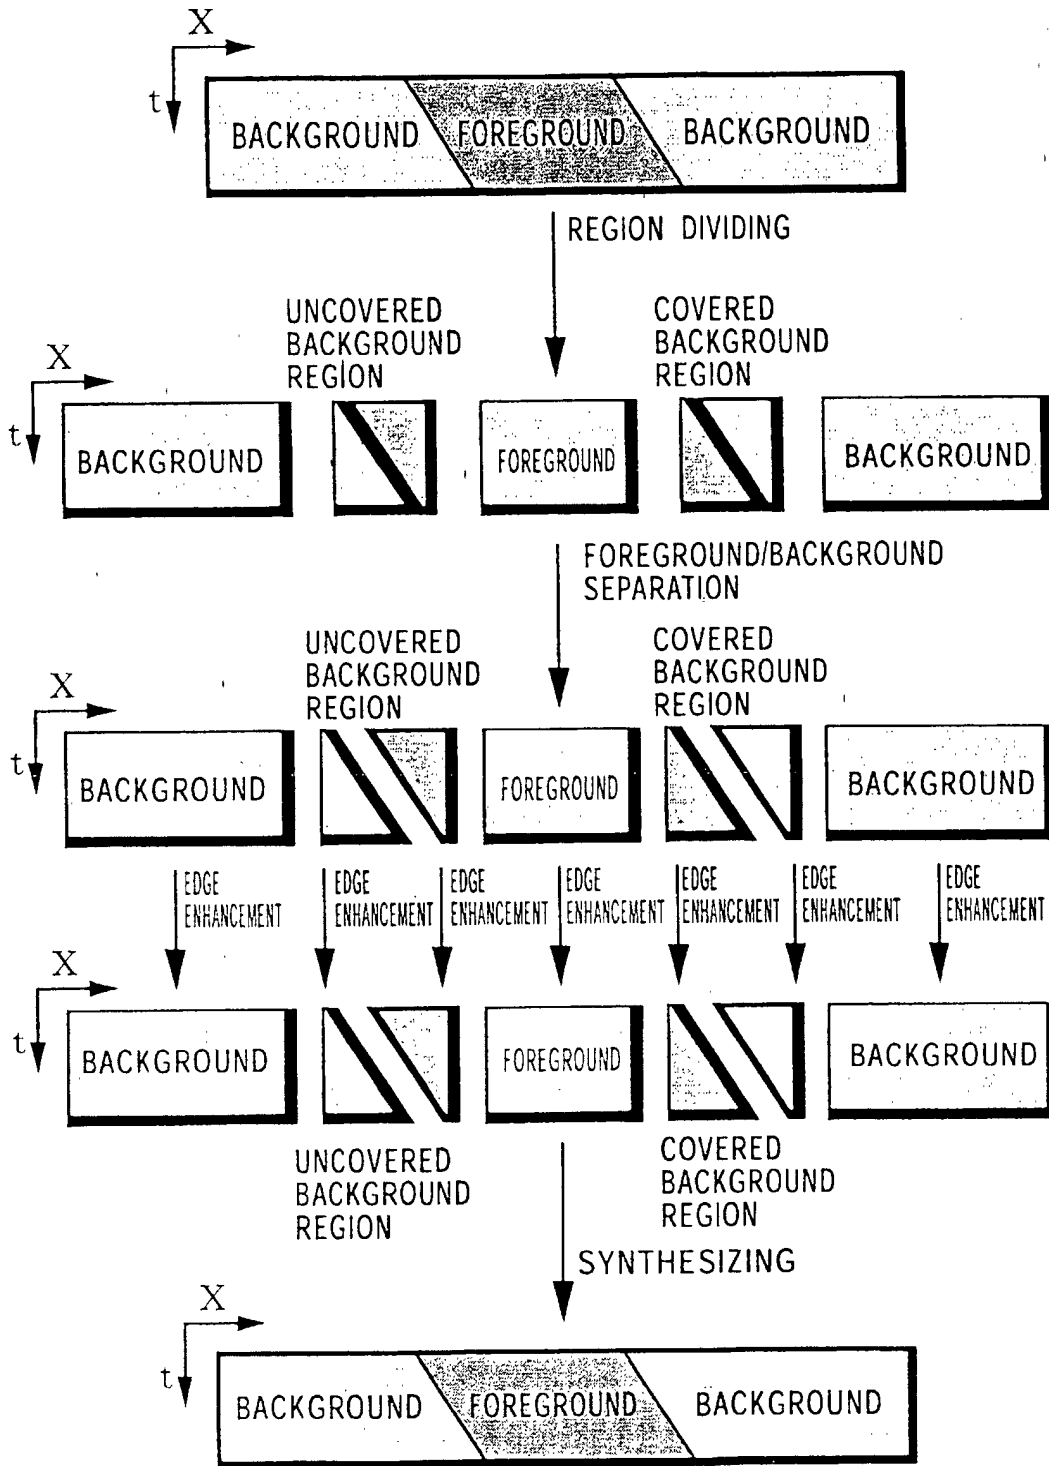 X
t
BACKGROUND FOREGROUND BACKGROUND
REGION DIVIDING
UNCOVERED
BACKGROUND
REGION
COVERED
BACKGROUND
REGION
X
t
BACKGROUND FOREGROUND BACKGROUND
FOREGROUND/BACKGROUND
SEPARATION
UNCOVERED
BACKGROUND
REGION
COVERED
BACKGROUND
REGION
X
t
BACKGROUND FOREGROUND BACKGROUND
EDGE
ENHANCEMENT
EDGE
ENHANCEMENT
EDGE
ENHANCEMENT
EDGE
ENHANCEMENT
EDGE
ENHANCEMENT
EDGE
ENHANCEMENT
EDGE
ENHANCEMENT
X
t
BACKGROUND FOREGROUND BACKGROUND
UNCOVERED
BACKGROUND
REGION
COVERED
BACKGROUND
REGION
SYNTHESIZING
X
t
BACKGROUND FOREGROUND BACKGROUND